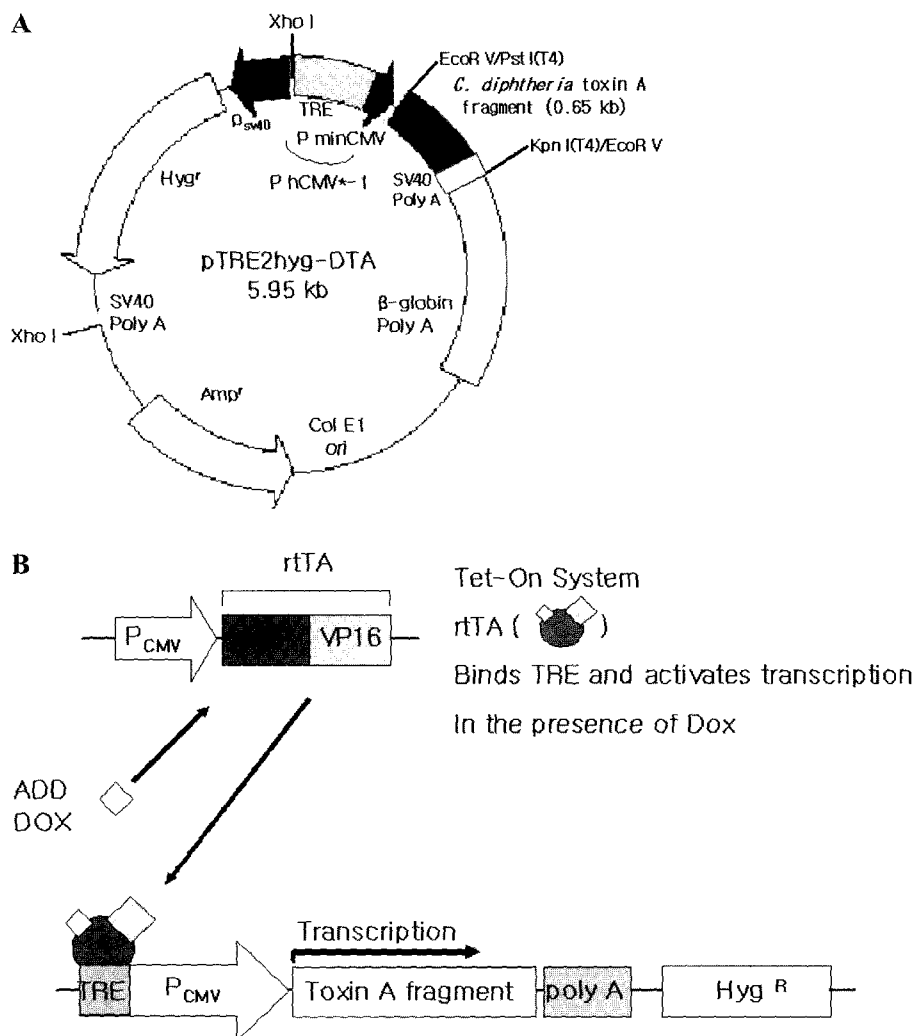 A
Xho I
EcoR V/Pst I(T4)
C. diphtheria toxin A
fragment (0.65 kb)
TRE
P minCMV
Kpn I(T4)/EcoR V
P hCMV*-1
SV40
Poly A
PSV40
Hygr
pTRE2hyg-DTA
5.95 kb
β-globin
Poly A
SV40
Poly A
Xho I
Ampr
Col E1
ori
B
rtTA
PCMV
VP16
Tet-On System
rtTA ( )
Binds TRE and activates transcription
In the presence of Dox
ADD
DOX
Transcription
TRE
PCMV
Toxin A fragment
poly A
Hyg R